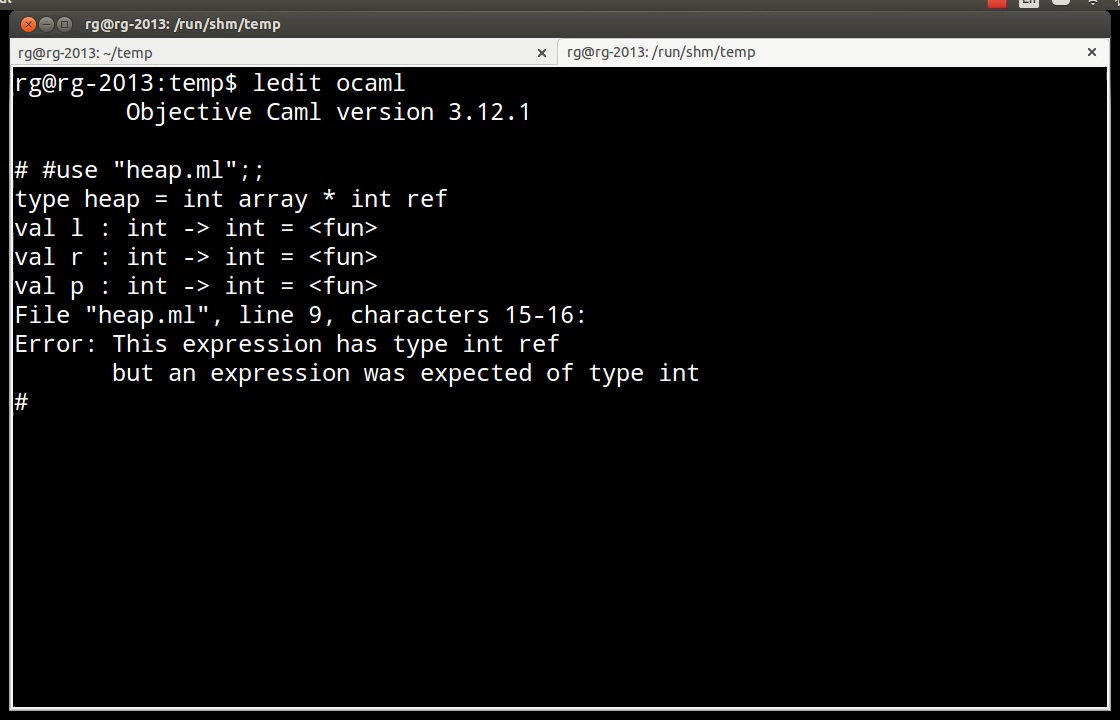 En
rg@rg-2013: /run/shm/temp
rg@rg-2013: ~/temp
rg@rg-2013: /run/shm/temp
rg@rg-2013:temp$ ledit ocaml
        Objective Caml version 3.12.1
# #use "heap.ml";;
type heap = int array * int ref
val l : int -> int = <fun>
val r : int -> int = <fun>
val p : int -> int = <fun>
File "heap.ml", line 9, characters 15-16:
Error: This expression has type int ref
       but an expression was expected of type int
#